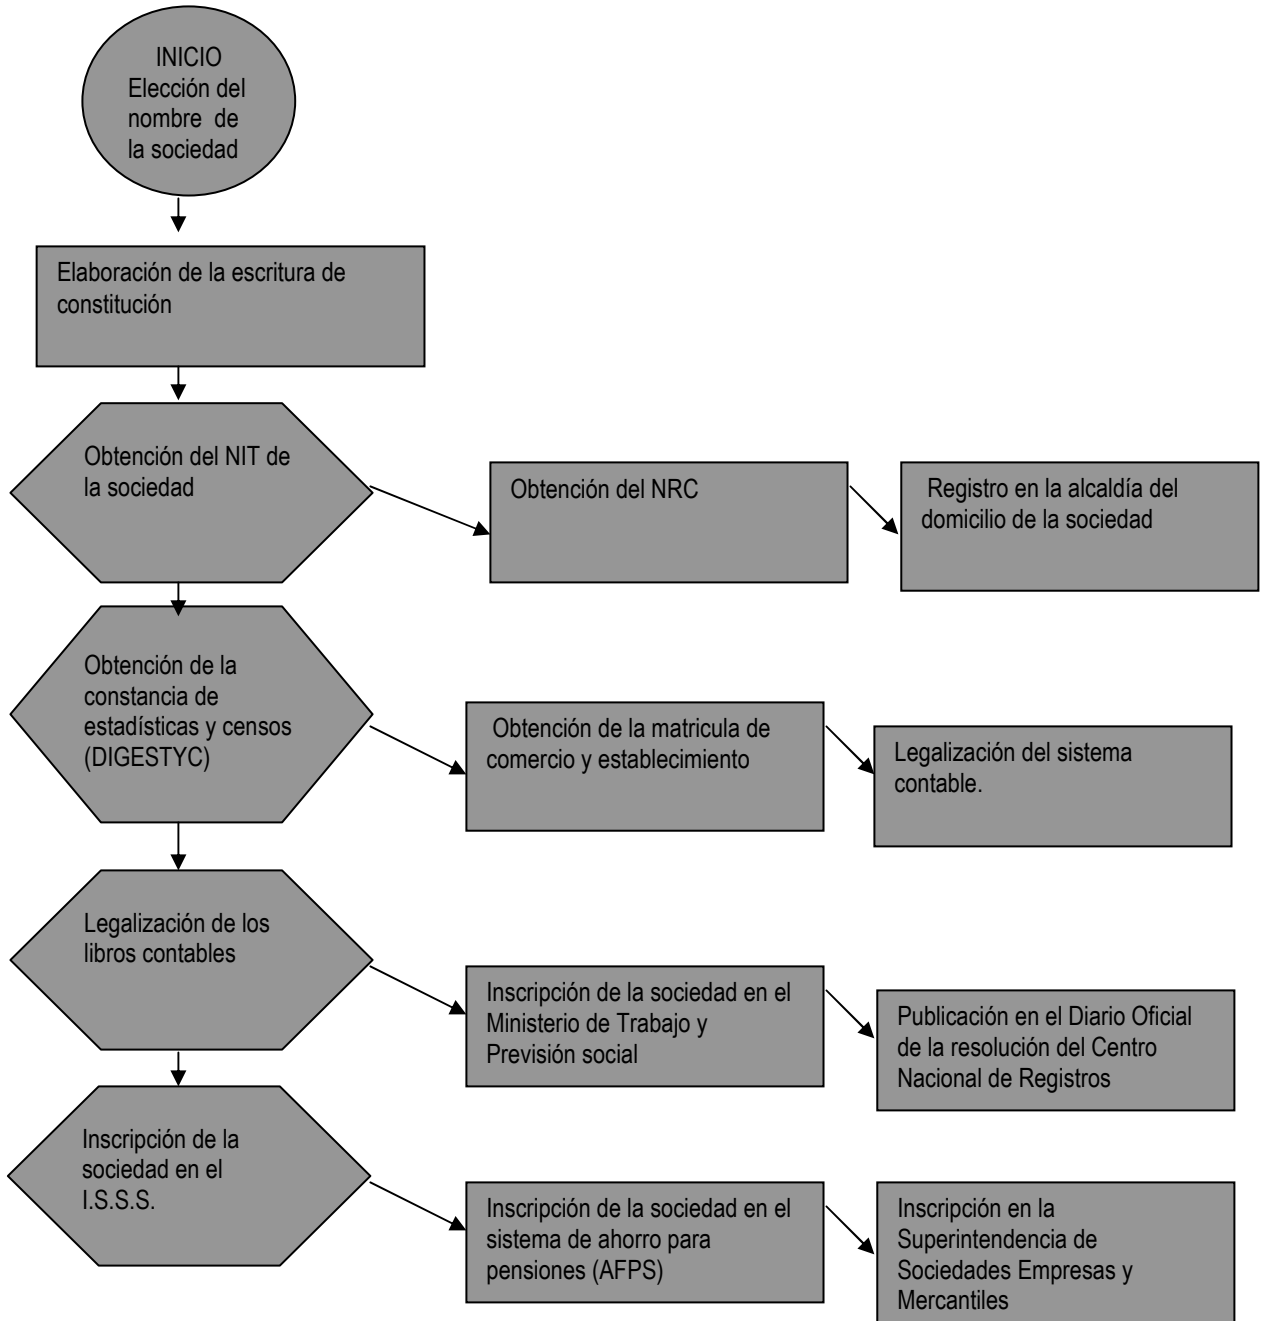 INICIO
Elección del
nombre de
la sociedad
Elaboración de la escritura de
constitución
Obtención del NIT de
la sociedad
Obtención del NRC
Registro en la alcaldía del
domicilio de la sociedad
Obtención de la
constancia de
estadísticas y censos
(DIGESTYC)
Obtención de la matricula de
comercio y establecimiento
Legalización del sistema
contable.
Legalización de los
libros contables
Inscripción de la sociedad en el
Ministerio de Trabajo y
Previsión social
Publicación en el Diario Oficial
de la resolución del Centro
Nacional de Registros
Inscripción de la
sociedad en el
I.S.S.S.
Inscripción de la sociedad en el
sistema de ahorro para
pensiones (AFPS)
Inscripción en la
Superintendencia de
Sociedades Empresas y
Mercantiles